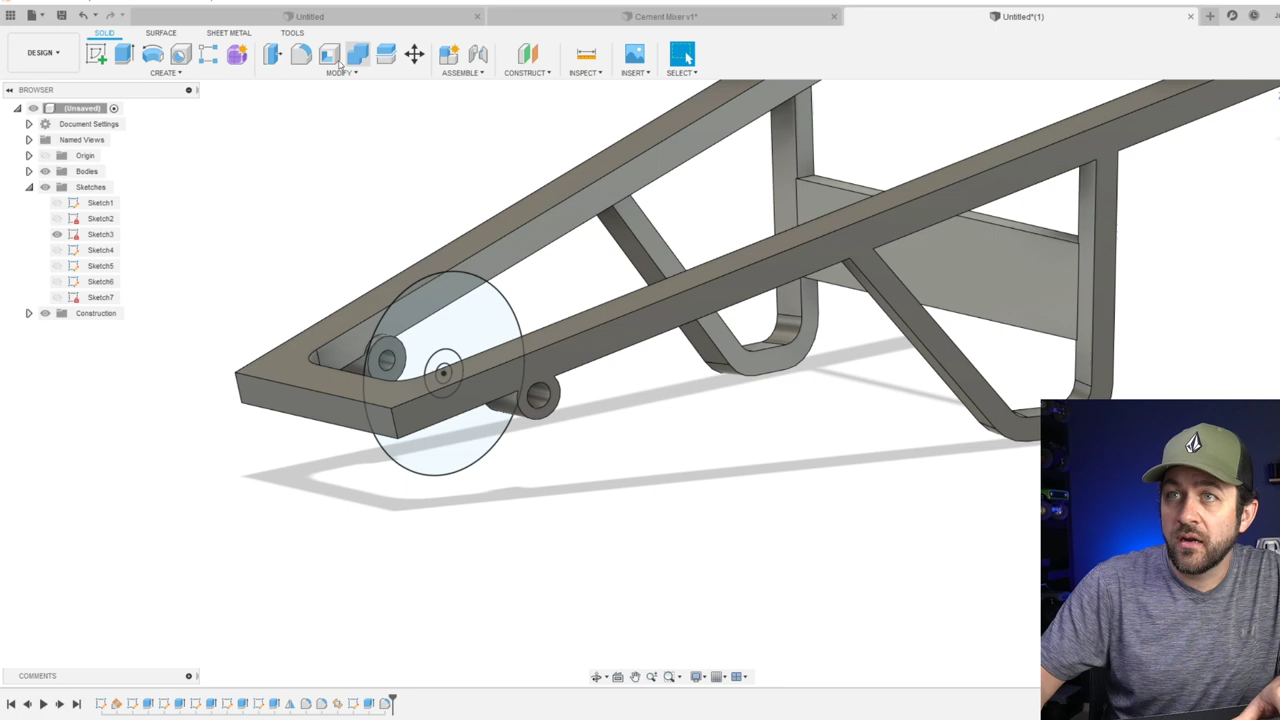 Untitled
Cement Mixer v1*
Untitled*(1)
SOLID
SURFACE
SHEET METAL
TOOLS
DESIGN
CREATE
MODIFY
ASSEMBLE
CONSTRUCT
INSPECT
INSERT
SELECT
BROWSER
(Unsaved)
Document Settings
Named Views
Origin
Bodies
Sketches
Sketch1
Sketch2
Sketch3
Sketch4
Sketch5
Sketch6
Sketch7
Construction
COMMENTS